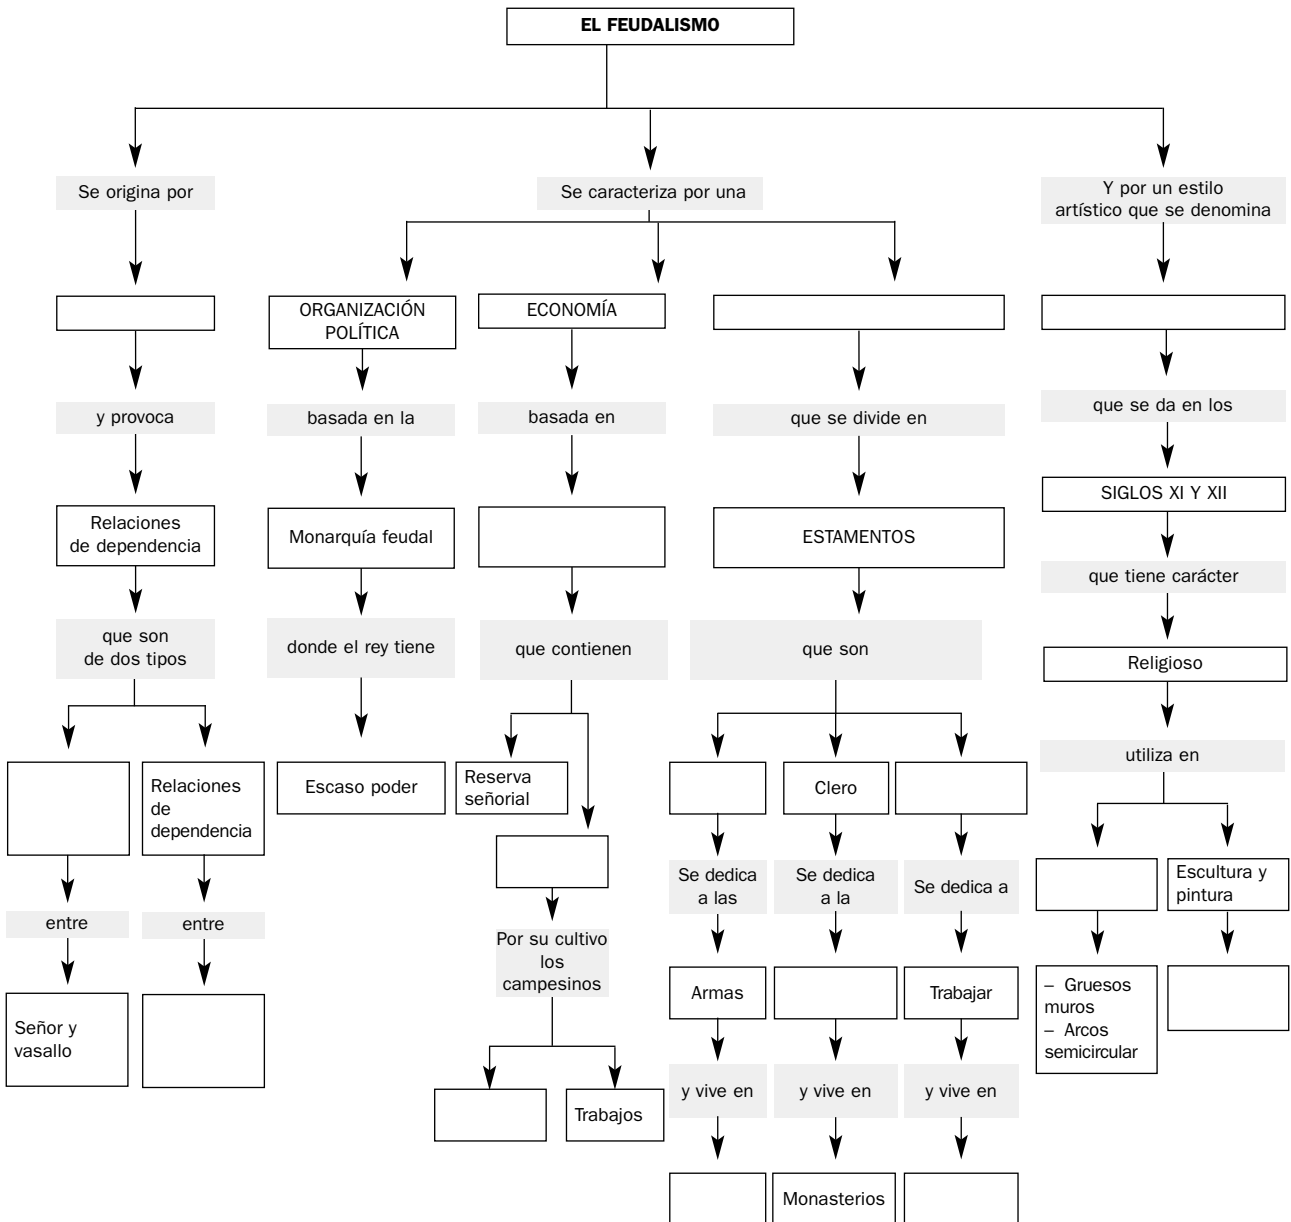 EL FEUDALISMO
Se origina por
Se caracteriza por una
Y por un estilo
artístico que se denomina
ORGANIZACIÓN
POLÍTICA
ECONOMÍA
y provoca
basada en la
basada en
que se divide en
que se da en los
Relaciones
de dependencia
Monarquía feudal
ESTAMENTOS
SIGLOS XI Y XII
que tiene carácter
que son
de dos tipos
donde el rey tiene
que contienen
que son
Religioso
utiliza en
Relaciones
de
dependencia
Escaso poder
Reserva
señorial
Clero
Escultura y
pintura
Se dedica
a las
Se dedica
a la
Se dedica a
entre
entre
Por su cultivo
los
campesinos
Señor y
vasallo
Armas
Trabajar
– Gruesos
muros
– Arcos
semicircular
Trabajos
y vive en
y vive en
y vive en
Monasterios